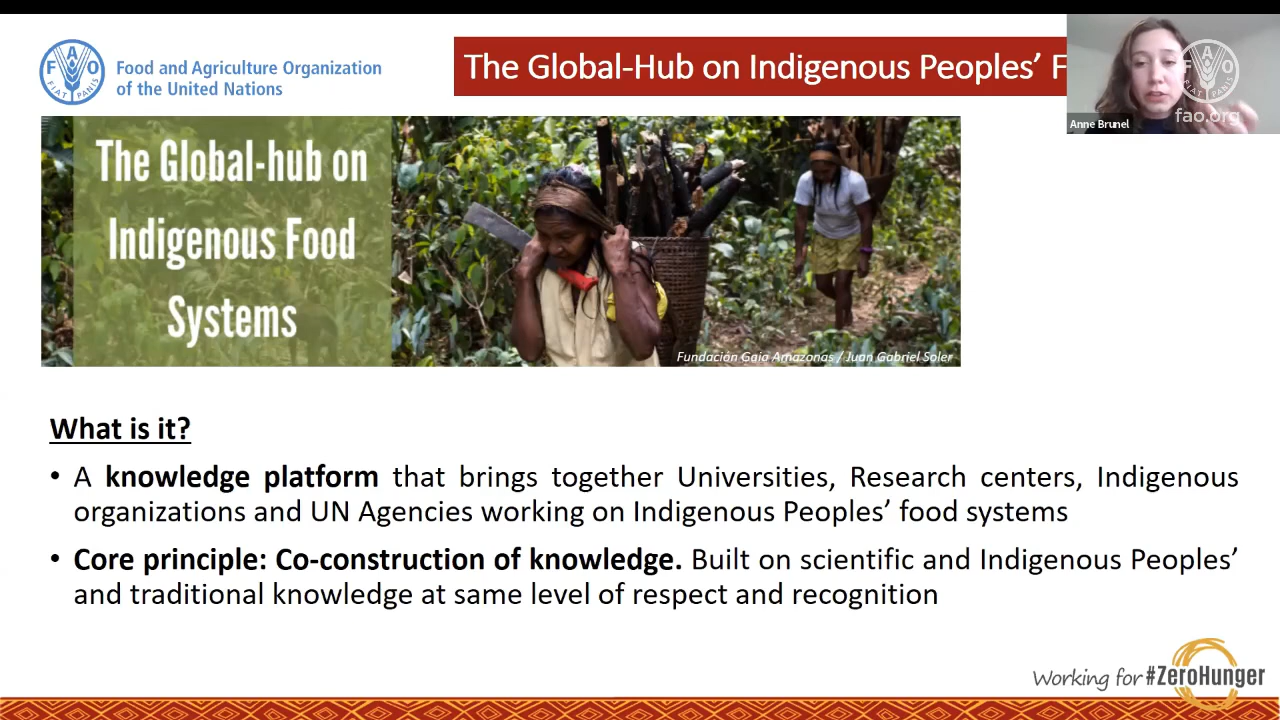 Food and Agriculture Organization
of the United Nations
The Global-Hub on Indigenous Peoples' F
FAO
FIAT PANIS
fao.org
Anne Brunel
The Global-hub on
Indigenous Food
Systems
Fundación Gaia Amazonas / Juan Gabriel Soler
What is it?
• A knowledge platform that brings together Universities, Research centers, Indigenous
organizations and UN Agencies working on Indigenous Peoples' food systems
• Core principle: Co-construction of knowledge. Built on scientific and Indigenous Peoples'
and traditional knowledge at same level of respect and recognition
Working for #ZeroHunger